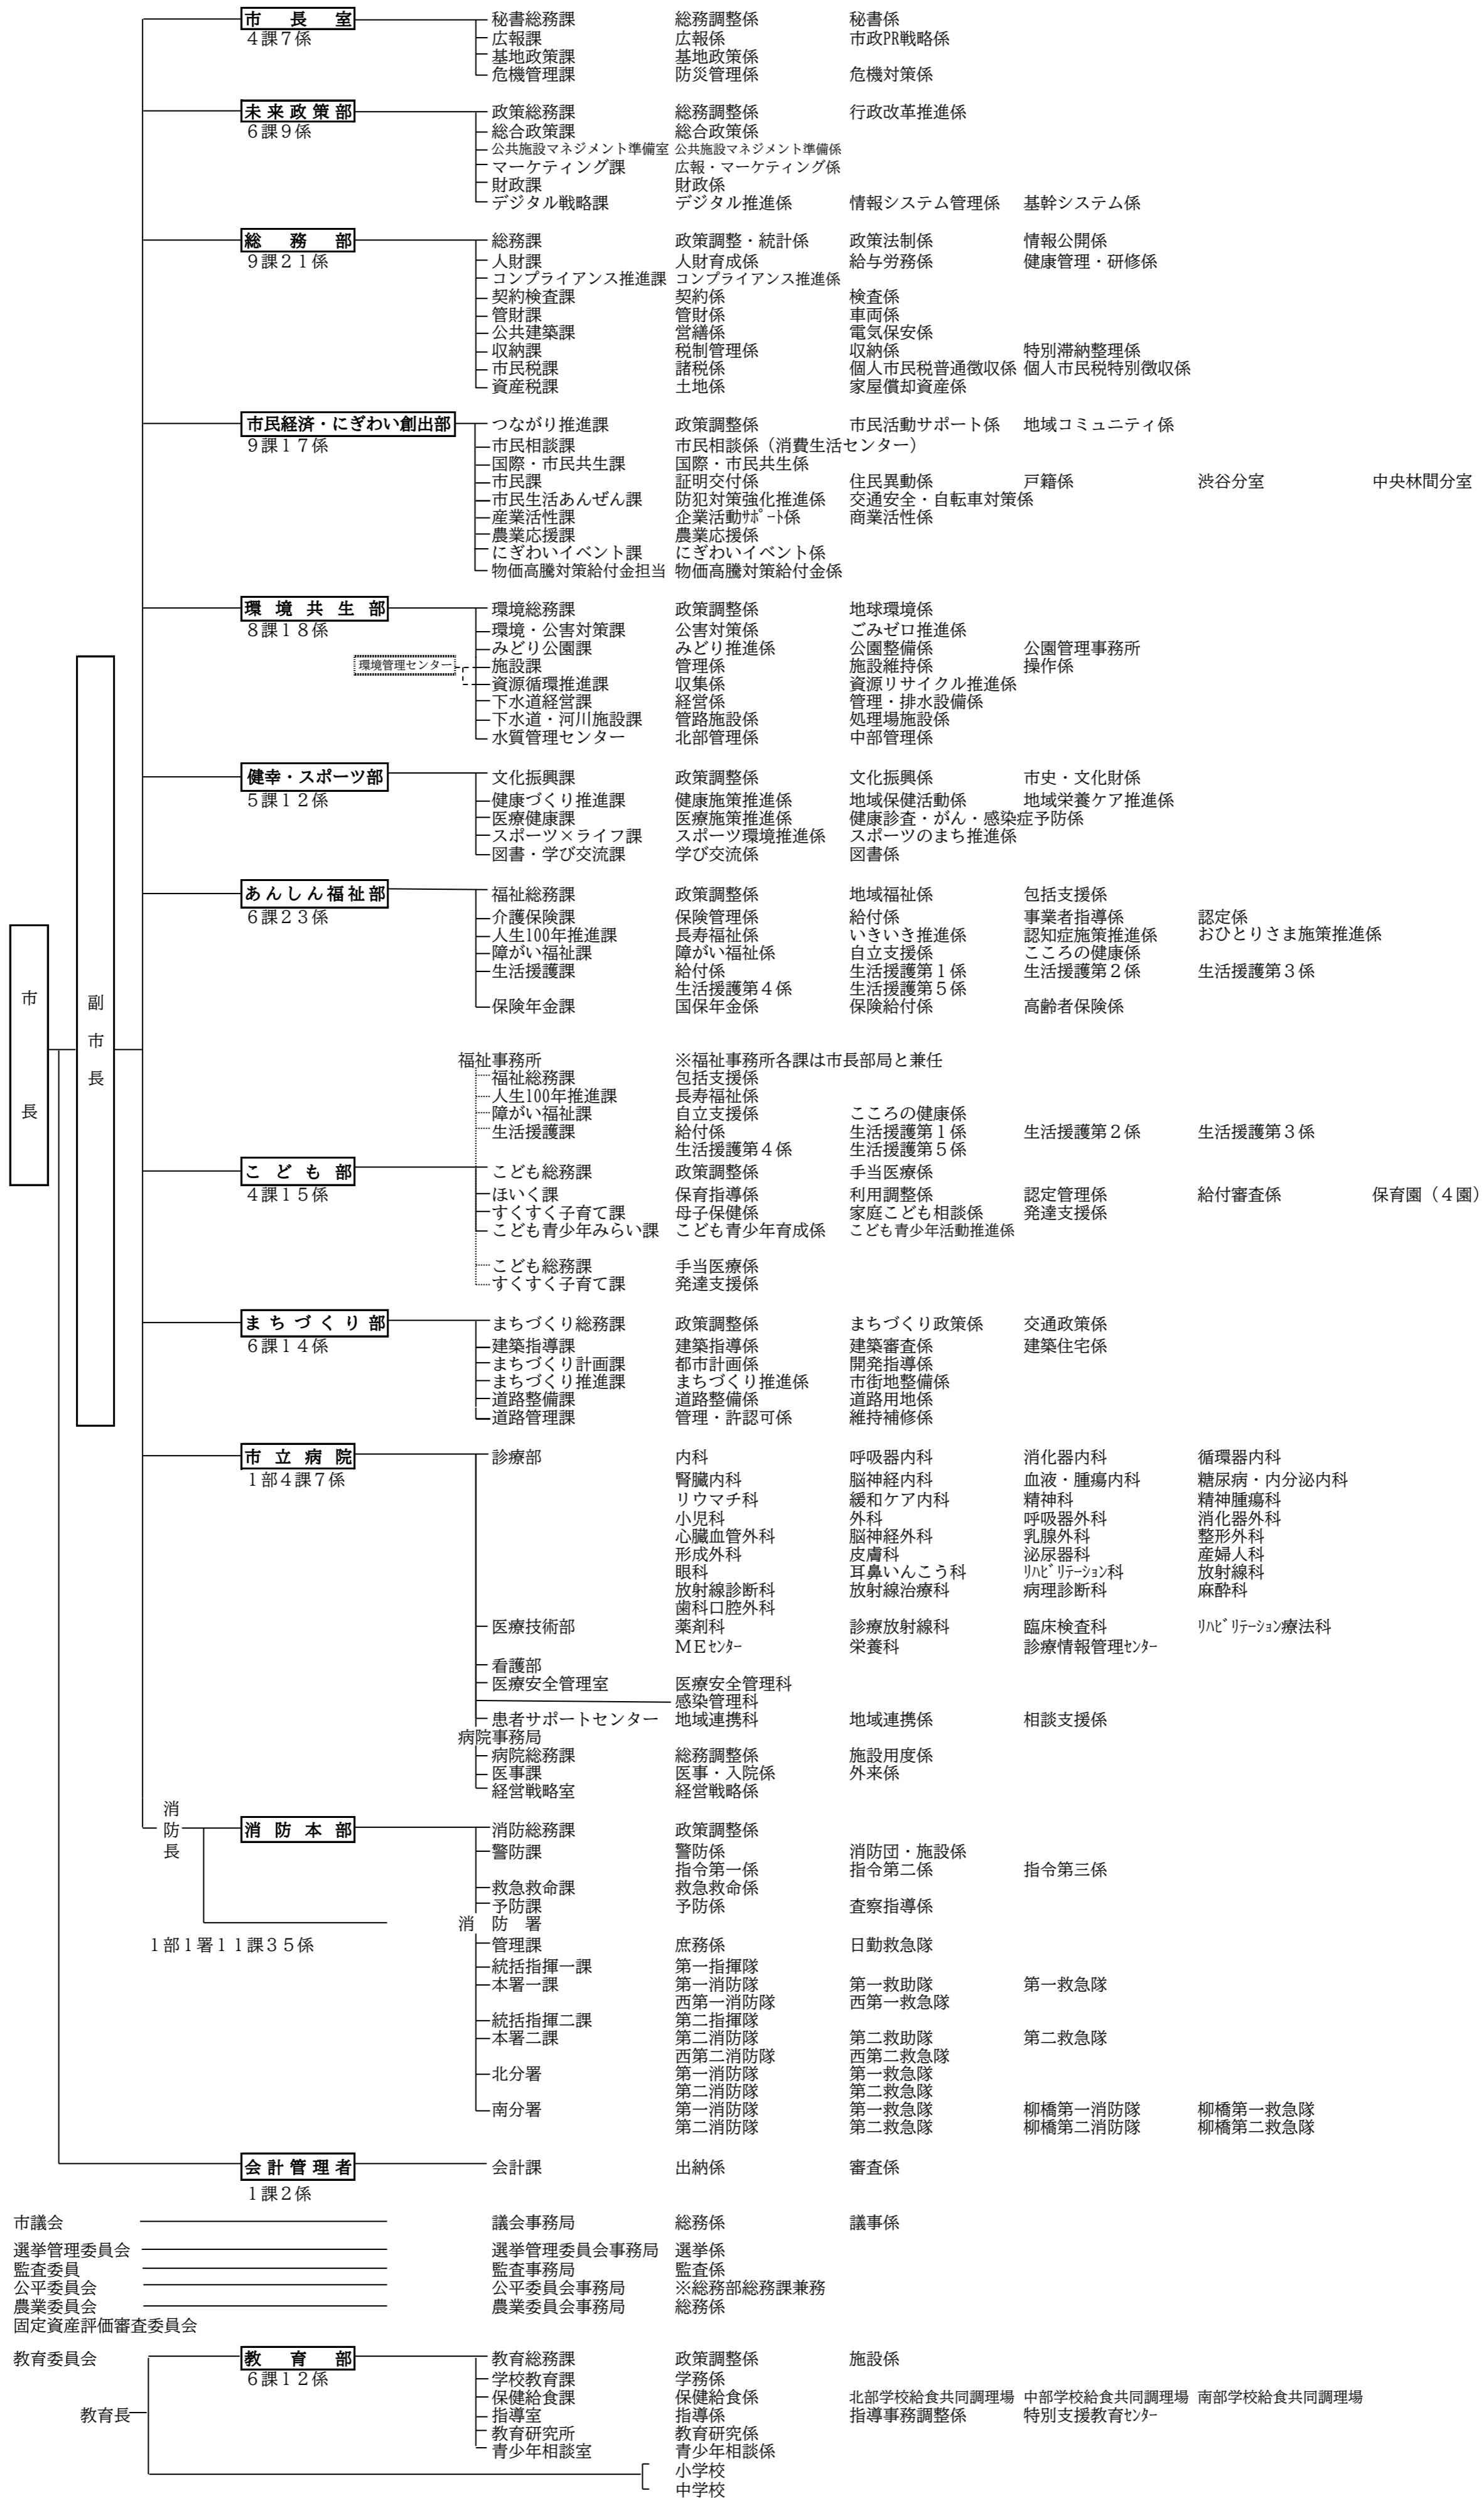 市長室 秘書総務課 総務調整係 秘書係
4課7係 広報課 広報係 市政PR戦略係
基地政策課 基地政策係
危機管理課 防災管理係 危機対策係
未来政策部 政策総務課 総務調整係 行政改革推進係
6課9係 総合政策課 総合政策係
公共施設マネジメント準備室 公共施設マネジメント準備係
マーケティング課 広報・マーケティング係
財政課 財政係
デジタル戦略課 デジタル推進係 情報システム管理係 基幹システム係
総務部 総務課 政策調整・統計係 政策法制係 情報公開係
9課21係 人財課 人財育成係 給与労務係 健康管理・研修係
コンプライアンス推進課 コンプライアンス推進係
契約検査課 契約係 検査係
管財課 管財係 車両係
公共建築課 営繕係 電気保安係
収納課 税制管理係 収納係 特別滞納整理係
市民税課 諸税係 個人市民税普通徴収係 個人市民税特別徴収係
資産税課 土地係 家屋償却資産係
市民経済・にぎわい創出部 つながり推進課 政策調整係 市民活動サポート係 地域コミュニティ係
9課17係 市民相談課 市民相談係（消費生活センター）
国際・市民共生課 国際・市民共生係
市民課 証明交付係 住民異動係 戸籍係 渋谷分室 中央林間分室
市民生活あんぜん課 防犯対策強化推進係 交通安全・自転車対策係
産業活性課 企業活動ｻﾎﾟｰﾄ係 商業活性係
農業応援課 農業応援係
にぎわいイベント課 にぎわいイベント係
物価高騰対策給付金担当 物価高騰対策給付金係
環境共生部 環境総務課 政策調整係 地球環境係
8課18係 環境・公害対策課 公害対策係 ごみゼロ推進係
みどり公園課 みどり推進係 公園整備係 公園管理事務所
環境管理センター 施設課 管理係 施設維持係 操作係
資源循環推進課 収集係 資源リサイクル推進係
下水道経営課 経営係 管理・排水設備係
下水道・河川施設課 管路施設係 処理場施設係
水質管理センター 北部管理係 中部管理係
健幸・スポーツ部 文化振興課 政策調整係 文化振興係 市史・文化財係
5課12係 健康づくり推進課 健康施策推進係 地域保健活動係 地域栄養ケア推進係
医療健康課 医療施策推進係 健康診査・がん・感染症予防係
スポーツ×ライフ課 スポーツ環境推進係 スポーツのまち推進係
図書・学び交流課 学び交流係 図書係
あんしん福祉部 福祉総務課 政策調整係 地域福祉係 包括支援係
6課23係 介護保険課 保険管理係 給付係 事業者指導係 認定係
人生100年推進課 長寿福祉係 いきいき推進係 認知症施策推進係 おひとりさま施策推進係
障がい福祉課 障がい福祉係 自立支援係 こころの健康係
生活援護課 給付係 生活援護第1係 生活援護第2係 生活援護第3係
生活援護第4係 生活援護第5係
保険年金課 国保年金係 保険給付係 高齢者保険係
市長
副市長
福祉事務所 ※福祉事務所各課は市長部局と兼任
福祉総務課 包括支援係
人生100年推進課 長寿福祉係
障がい福祉課 自立支援係 こころの健康係
生活援護課 給付係 生活援護第1係 生活援護第2係 生活援護第3係
生活援護第4係 生活援護第5係
こども部 こども総務課 政策調整係 手当医療係
4課15係 ほいく課 保育指導係 利用調整係 認定管理係 給付審査係 保育園（4園）
すくすく子育て課 母子保健係 家庭こども相談係 発達支援係
こども青少年みらい課 こども青少年育成係 こども青少年活動推進係
こども総務課 手当医療係
すくすく子育て課 発達支援係
まちづくり部 まちづくり総務課 政策調整係 まちづくり政策係 交通政策係
6課14係 建築指導課 建築指導係 建築審査係 建築住宅係
まちづくり計画課 都市計画係 開発指導係
まちづくり推進課 まちづくり推進係 市街地整備係
道路整備課 道路整備係 道路用地係
道路管理課 管理・許認可係 維持補修係
市立病院 診療部 内科 呼吸器内科 消化器内科 循環器内科
1部4課7係 腎臓内科 脳神経内科 血液・腫瘍内科 糖尿病・内分泌内科
リウマチ科 緩和ケア内科 精神科 精神腫瘍科
小児科 外科 呼吸器外科 消化器外科
心臓血管外科 脳神経外科 乳腺外科 整形外科
形成外科 皮膚科 泌尿器科 産婦人科
眼科 耳鼻いんこう科 ﾘﾊﾋﾞﾘﾃｰｼｮﾝ科 放射線科
放射線診断科 放射線治療科 病理診断科 麻酔科
歯科口腔外科
医療技術部 薬剤科 診療放射線科 臨床検査科 ﾘﾊﾋﾞﾘﾃｰｼｮﾝ療法科
MEｾﾝﾀｰ 栄養科 診療情報管理ｾﾝﾀｰ
看護部
医療安全管理室 医療安全管理科
感染管理科
患者サポートセンター 地域連携科 地域連携係 相談支援係
病院事務局
病院総務課 総務調整係 施設用度係
医事課 医事・入院係 外来係
経営戦略室 経営戦略係
消防長 消防本部 消防総務課 政策調整係
警防課 警防係 消防団・施設係
指令第一係 指令第二係 指令第三係
救急救命課 救急救命係
予防課 予防係 査察指導係
消防署
1部1署11課35係 管理課 庶務係 日勤救急隊
統括指揮一課 第一指揮隊
本署一課 第一消防隊 第一救助隊 第一救急隊
西第一消防隊 西第一救急隊
統括指揮二課 第二指揮隊
本署二課 第二消防隊 第二救助隊 第二救急隊
西第二消防隊 西第二救急隊
北分署 第一消防隊 第一救急隊
第二消防隊 第二救急隊
南分署 第一消防隊 第一救急隊 柳橋第一消防隊 柳橋第一救急隊
第二消防隊 第二救急隊 柳橋第二消防隊 柳橋第二救急隊
会計管理者 会計課 出納係 審査係
1課2係
市議会 議会事務局 総務係 議事係
選挙管理委員会 選挙管理委員会事務局 選挙係
監査委員 監査事務局 監査係
公平委員会 公平委員会事務局 ※総務部総務課兼務
農業委員会 農業委員会事務局 総務係
固定資産評価審査委員会
教育委員会 教育部 教育総務課 政策調整係 施設係
6課12係 学校教育課 学務係
保健給食課 保健給食係 北部学校給食共同調理場 中部学校給食共同調理場 南部学校給食共同調理場
教育長 指導室 指導係 指導事務調整係 特別支援教育ｾﾝﾀｰ
教育研究所 教育研究係
青少年相談室 青少年相談係
小学校
中学校